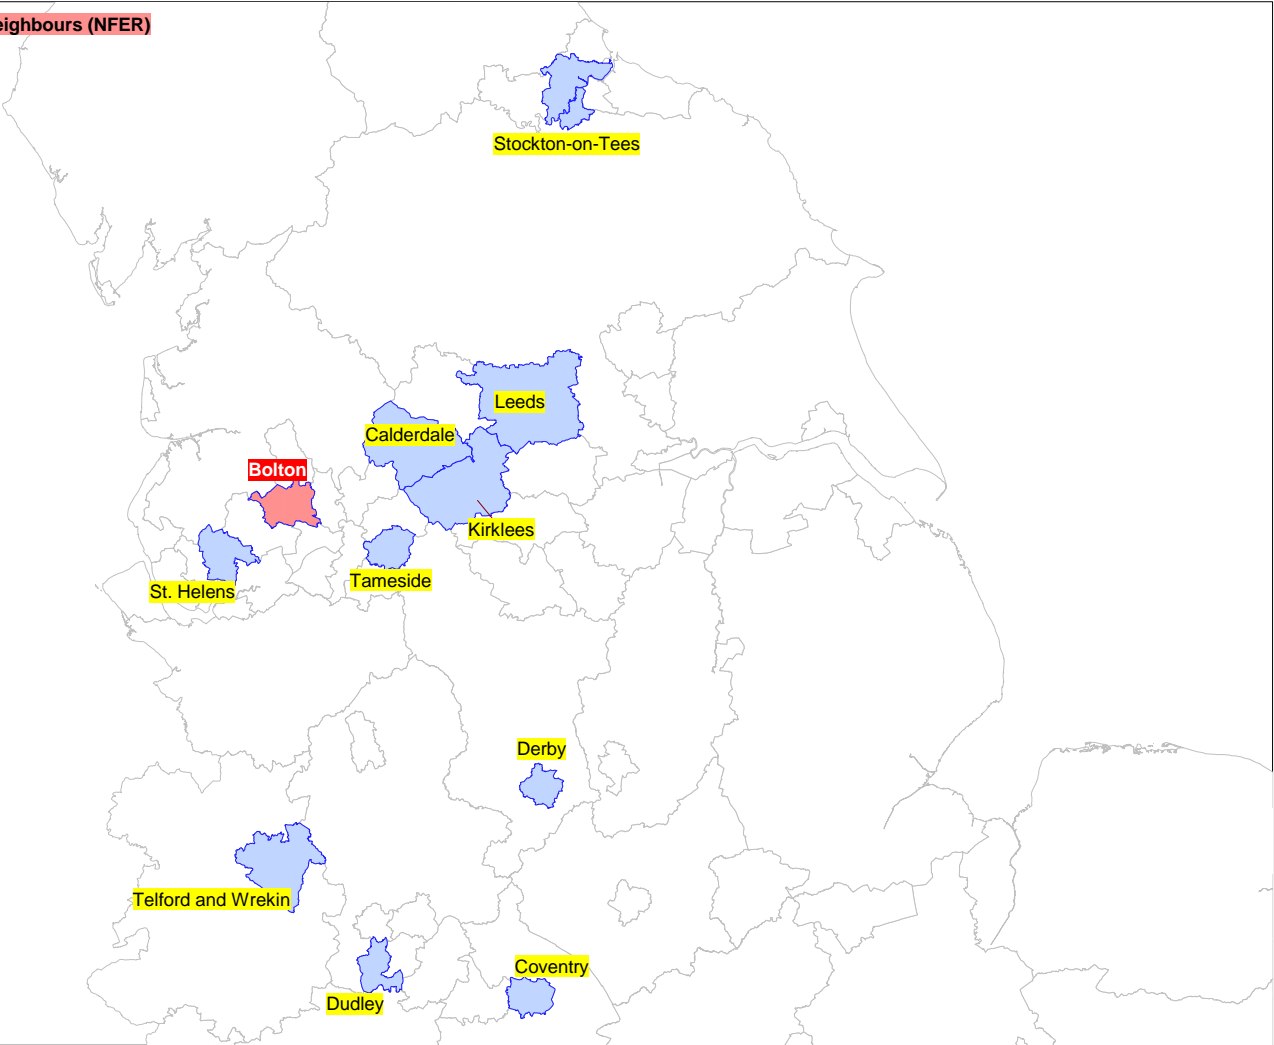 eighbours (NFER)
Stockton-on-Tees
Leeds
Calderdale
Bolton
Kirklees
Tameside
St. Helens
Derby
Telford and Wrekin
Coventry
Dudley